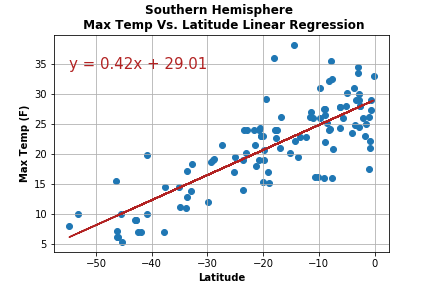 Southern Hemisphere
Max Temp Vs. Latitude Linear Regression
y = 0.42x + 29.01
Max Temp (F)
35
30
25
20
15
10
5
−50
−40
−30
−20
−10
0
Latitude